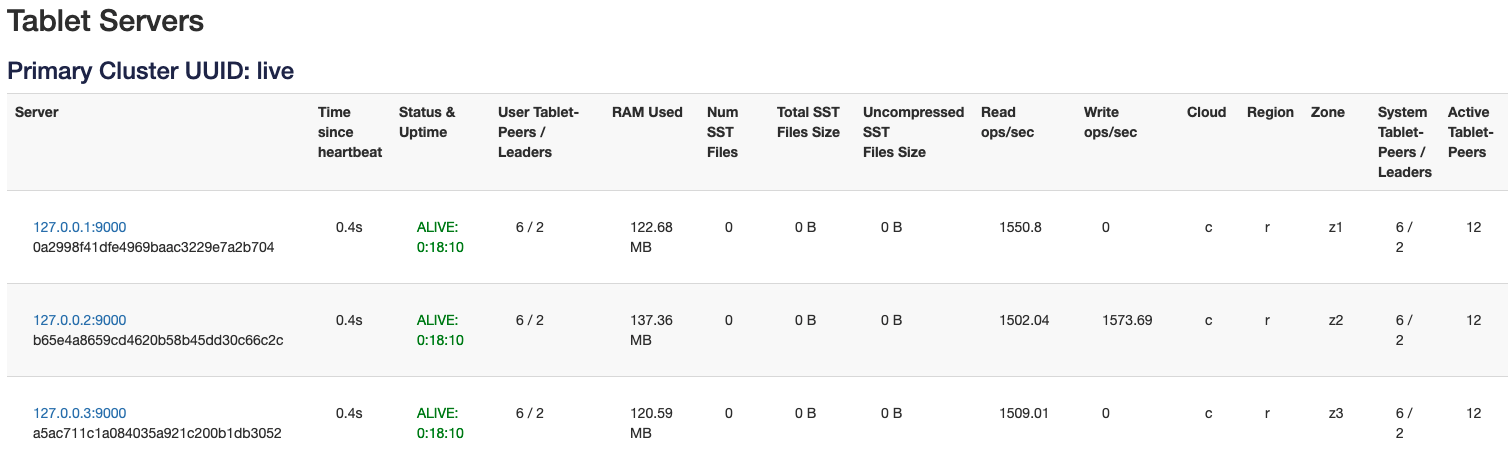 Tablet Servers
Primary Cluster UUID: live
Server
Time
since
heartbeat
Status &
Uptime
User Tablet-
Peers /
Leaders
RAM Used
Num
SST
Files
Total SST
Files Size
Uncompressed
SST
Files Size
Read
ops/sec
Write
ops/sec
Cloud
Region
Zone
System
Tablet-
Peers /
Leaders
Active
Tablet-
Peers
127.0.0.1:9000
0a2998f41dfe4969baac3229e7a2b704
0.4s
ALIVE:
0:18:10
6 / 2
122.68
MB
0
0 B
0 B
1550.8
0
c
r
z1
6 /
2
12
127.0.0.2:9000
b65e4a8659cd4620b58b45dd30c66c2c
0.4s
ALIVE:
0:18:10
6 / 2
137.36
MB
0
0 B
0 B
1502.04
1573.69
c
r
z2
6 /
2
12
127.0.0.3:9000
a5ac711c1a084035a921c200b1db3052
0.4s
ALIVE:
0:18:10
6 / 2
120.59
MB
0
0 B
0 B
1509.01
0
c
r
z3
6 /
2
12